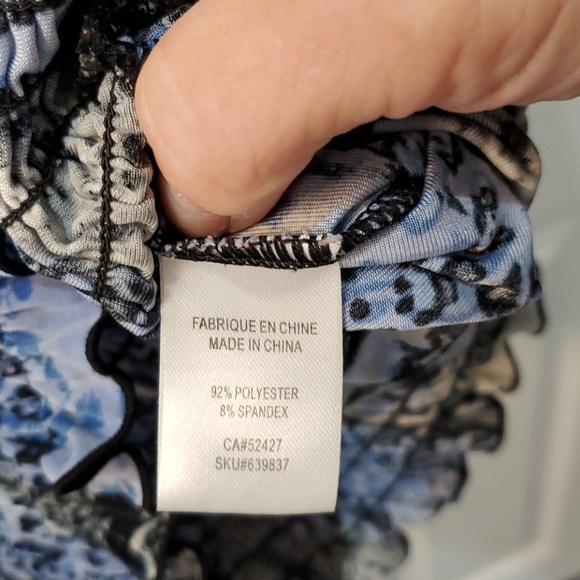 FABRIQUE EN CHINE
MADE IN CHINA
92% POLYESTER
8% SPANDEX
CA#52427
SKU#639837